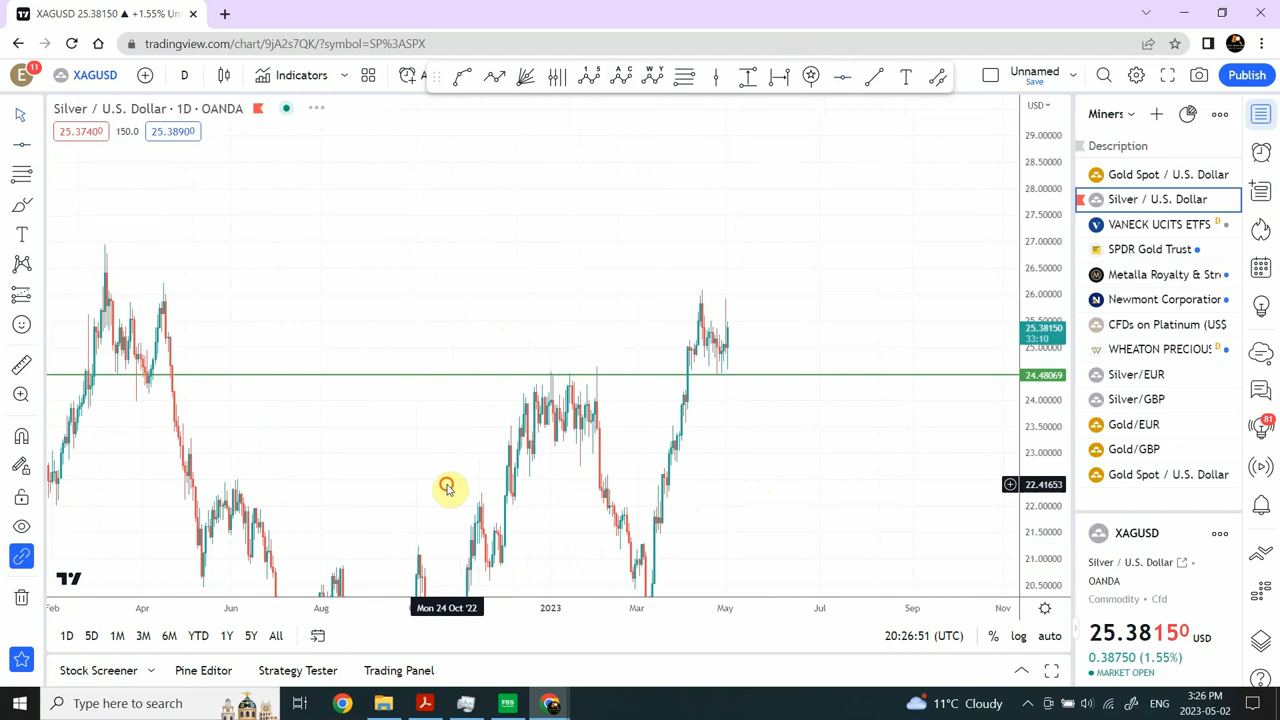 XAGUSD 25.38150 ▲ +1.55% Un
tradingview.com/chart/9jA2s7QK/?symbol=SP%3ASPX
E 11
XAGUSD
D
Indicators
Unnamed
Save
Publish
Silver / U.S. Dollar · 1D · OANDA
25.37400 150.0 25.38900
USD
29.00000
28.50000
28.00000
27.50000
27.00000
26.50000
26.00000
25.50000
25.38150
33:10
25.00000
24.48069
24.00000
23.50000
23.00000
22.41653
22.00000
21.50000
21.00000
20.50000
Feb Apr Jun Aug Mon 24 Oct '22 2023 Mar May Jul Sep Nov
1D 5D 1M 3M 6M YTD 1Y 5Y All
20:26:51 (UTC) % log auto
Stock Screener Pine Editor Strategy Tester Trading Panel
Miners
Description
Gold Spot / U.S. Dollar
Silver / U.S. Dollar
VANECK UCITS ETFS D
SPDR Gold Trust
Metalla Royalty & Stre
Newmont Corporation
CFDs on Platinum (US$
WHEATON PRECIOUS D
Silver/EUR
Silver/GBP
Gold/EUR
Gold/GBP
Gold Spot / U.S. Dollar
81
XAGUSD
Silver / U.S. Dollar
OANDA
Commodity · Cfd
25.38150 USD
0.38750 (1.55%)
MARKET OPEN
Type here to search
FBS
11°C Cloudy
ENG
3:26 PM
2023-05-02